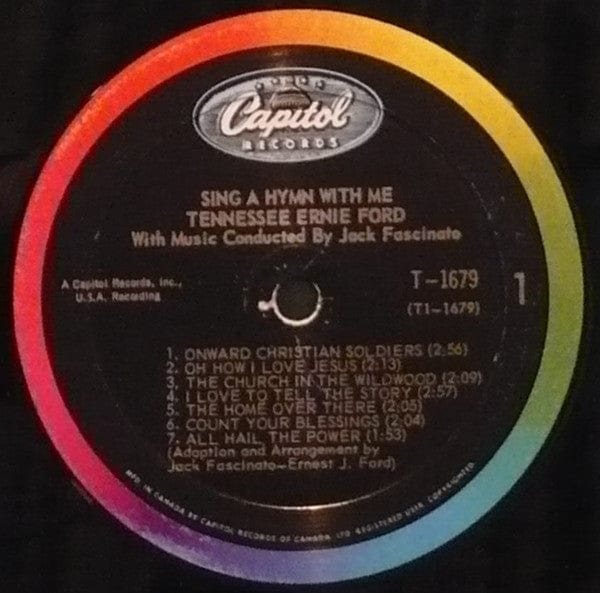 Capitol
RECORDS
SING A HYMN WITH ME
TENNESSEE ERNIE FORD
With Music Conducted By Jack Fascinato
A Capitol Records, Inc.,
U.S.A. Recording
T-1679
(T1-1679)
1
1. ONWARD CHRISTIAN SOLDIERS (2:56)
2. OH HOW I LOVE JESUS (2:13)
3. THE CHURCH IN THE WILDWOOD (2:09)
4. I LOVE TO TELL THE STORY (2:57)
5. THE HOME OVER THERE (2:05)
6. COUNT YOUR BLESSINGS (2:04)
7. ALL HAIL THE POWER (1:53)
(Adaption and Arrangement by
Jack Fascinato-Ernest J. Ford)
MFD. IN CANADA BY CAPITOL RECORDS OF CANADA, LTD. REGISTERED USER. COPYRIGHTED.